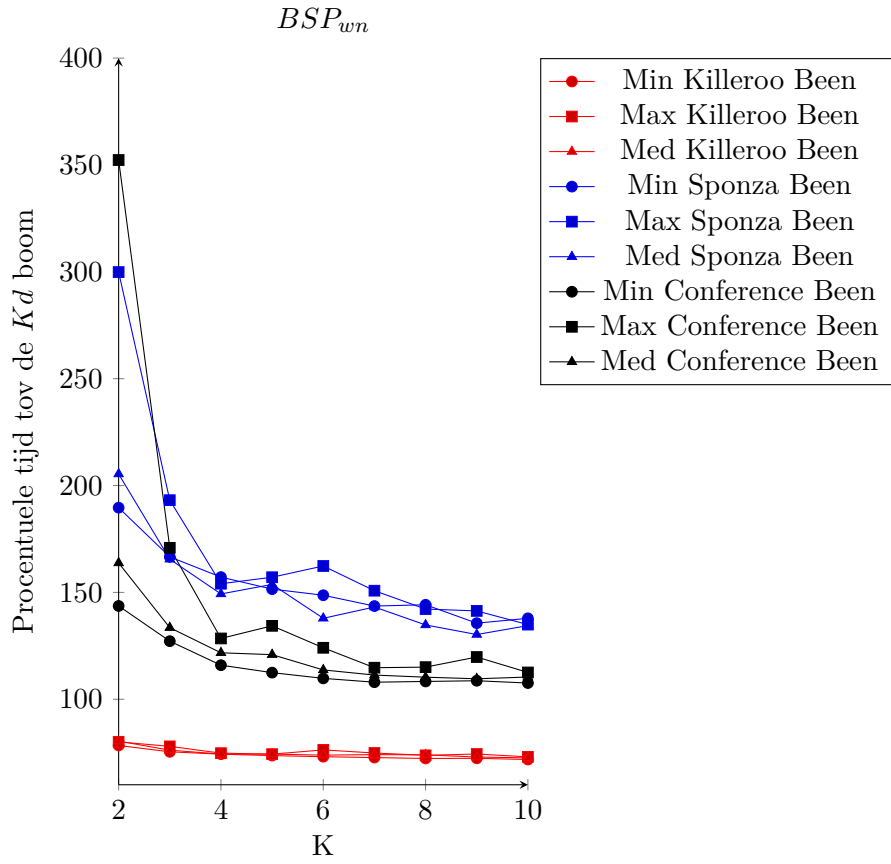 BSP_wn
400
350
300
250
200
150
100
Procentuele tijd tov de Kd boom
2 4 6 8 10
K
Min Killeroo Been
Max Killeroo Been
Med Killeroo Been
Min Sponza Been
Max Sponza Been
Med Sponza Been
Min Conference Been
Max Conference Been
Med Conference Been